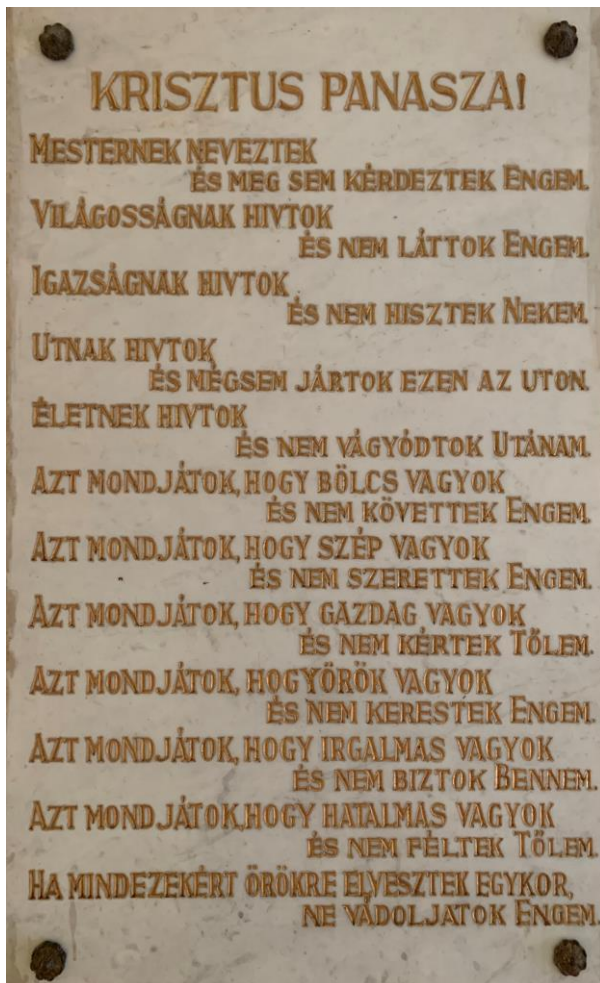 KRISZTUS PANASZA!
MESTERNEK NEVEZTEK
ÉS MEG SEM KÉRDEZTEK ENGEM.
VILÁGOSSÁGNAK HIVTOK
ÉS NEM LÁTTOK ENGEM.
IGAZSÁGNAK HIVTOK
ÉS NEM HISZTEK NEKEM.
UTNAK HIVTOK
ÉS MÉGSEM JÁRTOK EZEN AZ UTON.
ÉLETNEK HIVTOK
ÉS NEM VÁGYÓDTOK UTÁNAM.
AZT MONDJÁTOK, HOGY BÖLCS VAGYOK
ÉS NEM KÖVETTEK ENGEM.
AZT MONDJÁTOK, HOGY SZÉP VAGYOK
ÉS NEM SZERETTEK ENGEM.
AZT MONDJÁTOK, HOGY GAZDAG VAGYOK
ÉS NEM KÉRTEK TŐLEM.
AZT MONDJÁTOK, HOGYÖRÖK VAGYOK
ÉS NEM KERESTEK ENGEM.
AZT MONDJÁTOK, HOGY IRGALMAS VAGYOK
ÉS NEM BIZTOK BENNEM.
AZT MONDJÁTOK,HOGY HATALMAS VAGYOK
ÉS NEM FÉLTEK TŐLEM.
HA MINDEZEKÉRT ÖRÖKRE ELVESZTEK EGYKOR,
NE VÁDOLJATOK ENGEM.